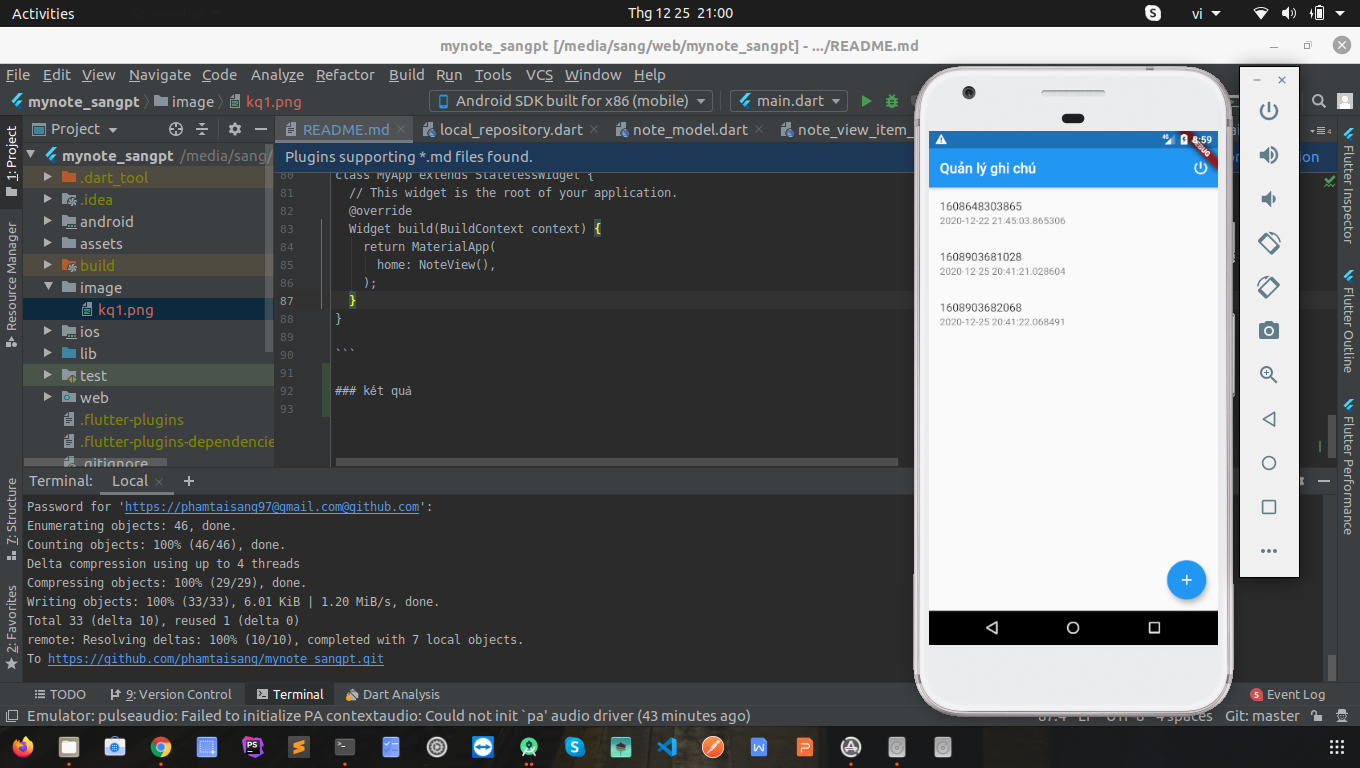 Activities
Thg 12 25 21:00
vi
mynote_sangpt [/media/sang/web/mynote_sangpt] - .../README.md
File Edit View Navigate Code Analyze Refactor Build Run Tools VCS Window Help
mynote_sangpt image kq1.png
Android SDK built for x86 (mobile)
main.dart
Project
README.md
local_repository.dart
note_model.dart
note_view_item_
Plugins supporting *.md files found.
1: Project
Resource Manager
7: Structure
2: Favorites
mynote_sangpt /media/sang/
.dart_tool
.idea
android
assets
build
image
kq1.png
ios
lib
test
web
.flutter-plugins
.flutter-plugins-dependencie
.gitignore
80 class MyApp extends StatelessWidget {
81 // This widget is the root of your application.
82 @override
83 Widget build(BuildContext context) {
84 return MaterialApp(
85 home: NoteView(),
86 );
87 }
88 }
89
90 ```
91
92 ### kết quả
93
8:59
DEBUG
Quản lý ghi chú
1608648303865
2020-12-22 21:45:03.865306
1608903681028
2020-12-25 20:41:21.028604
1608903682068
2020-12-25 20:41:22.068491
+
Flutter Inspector
Flutter Outline
Flutter Performance
Terminal: Local × +
Password for 'https://phamtaisang97@gmail.com@github.com':
Enumerating objects: 46, done.
Counting objects: 100% (46/46), done.
Delta compression using up to 4 threads
Compressing objects: 100% (29/29), done.
Writing objects: 100% (33/33), 6.01 KiB | 1.20 MiB/s, done.
Total 33 (delta 10), reused 1 (delta 0)
remote: Resolving deltas: 100% (10/10), completed with 7 local objects.
To https://github.com/phamtaisang/mynote_sangpt.git
TODO
9: Version Control
Terminal
Dart Analysis
Event Log
Emulator: pulseaudio: Failed to initialize PA contextaudio: Could not init `pa' audio driver (43 minutes ago)
87:4 LF UTF-8 4 spaces Git: master